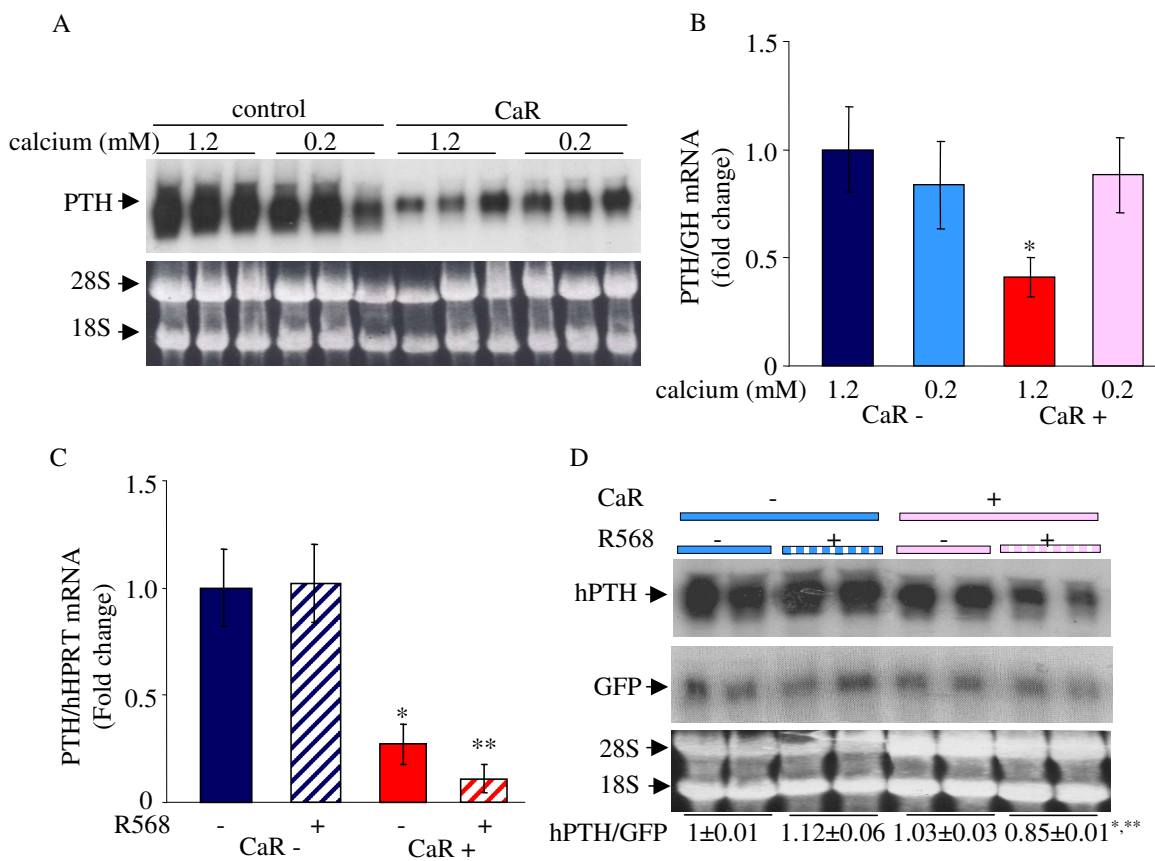 A
control CaR
calcium (mM) 1.2 0.2 1.2 0.2
PTH
28S
18S
B
PTH/GH mRNA
(fold change)
1.5
1.0
0.5
0
*
calcium (mM) 1.2 0.2 1.2 0.2
CaR - CaR +
C
PTH/hHPRT mRNA
(Fold change)
1.5
1.0
0.5
0
*
**
R568 - + - +
CaR - CaR +
D
CaR - +
R568 - + - +
hPTH
GFP
28S
18S
hPTH/GFP 1±0.01 1.12±0.06 1.03±0.03 0.85±0.01*,**